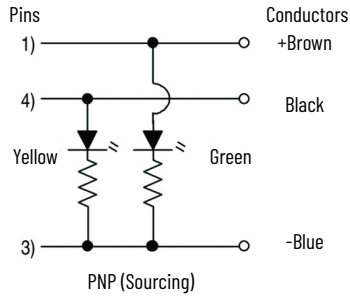 Pins Conductors
1) +Brown
4) Black
Yellow Green
3) -Blue
PNP (Sourcing)